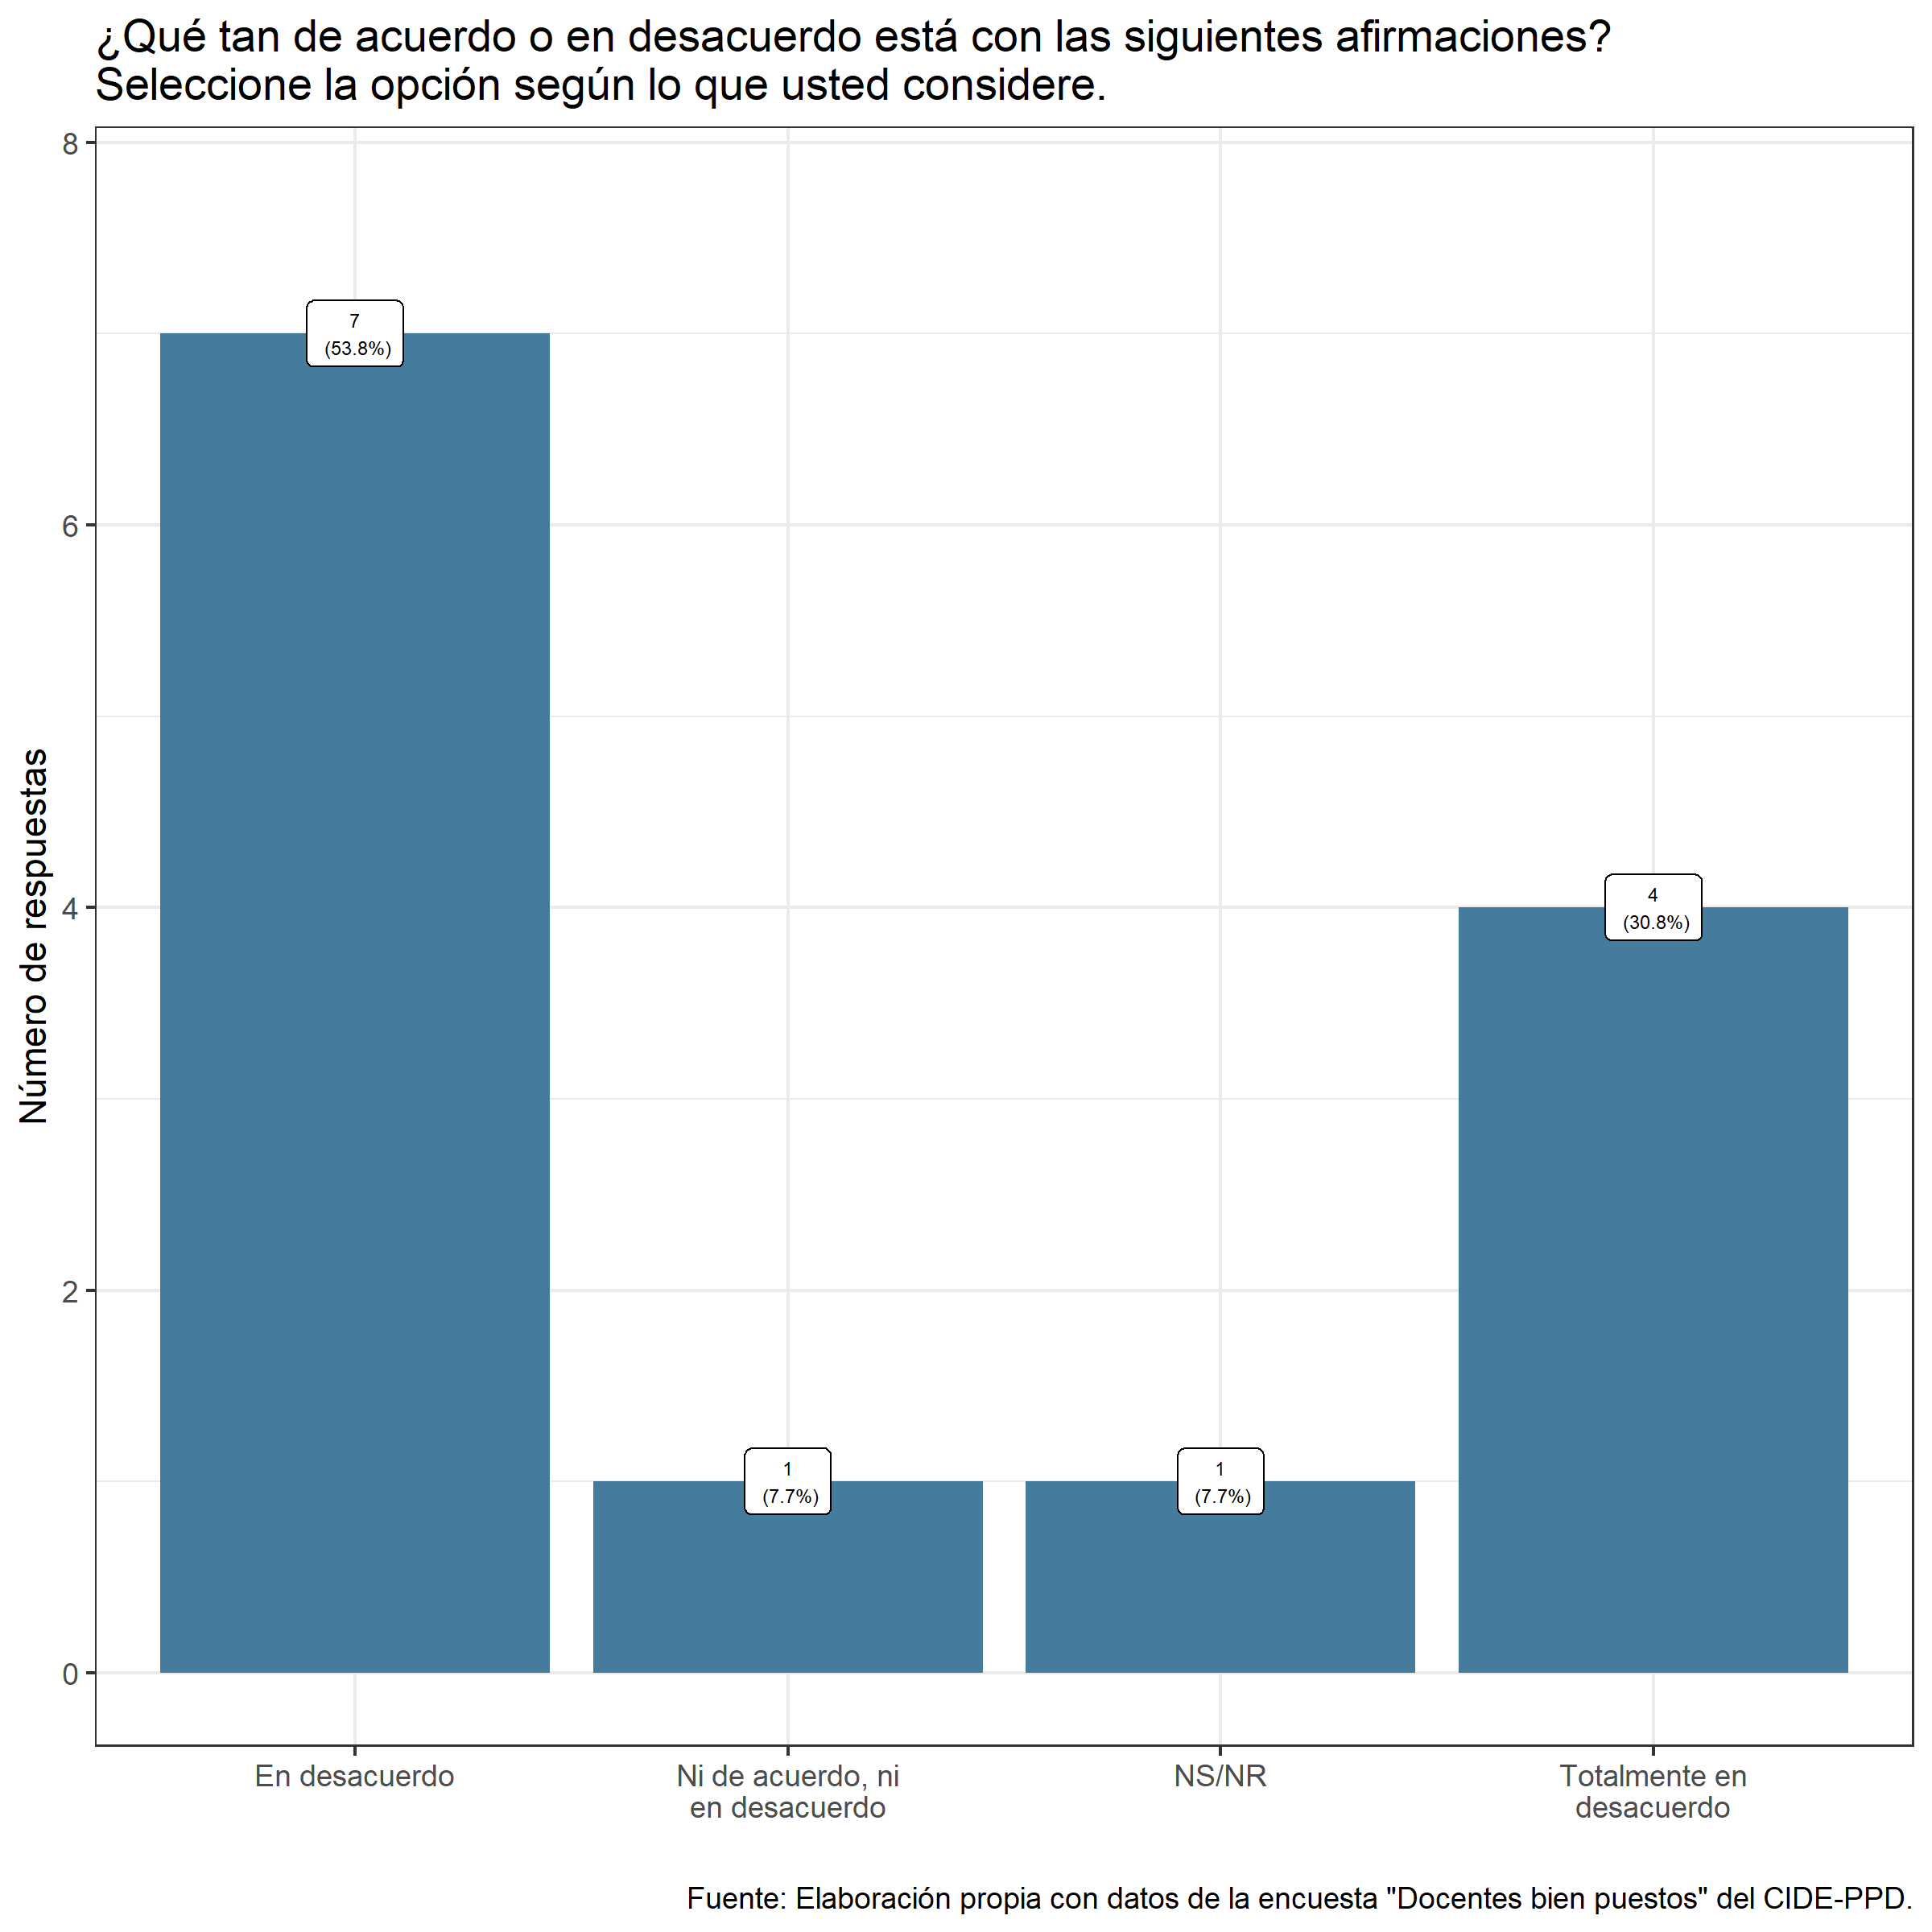 ¿Qué tan de acuerdo o en desacuerdo está con las siguientes afirmaciones?
Seleccione la opción según lo que usted considere.
Número de respuestas
8
6
4
2
0
7
(53.8%)
1
(7.7%)
1
(7.7%)
4
(30.8%)
En desacuerdo
Ni de acuerdo, ni
en desacuerdo
NS/NR
Totalmente en
desacuerdo
Fuente: Elaboración propia con datos de la encuesta "Docentes bien puestos" del CIDE-PPD.